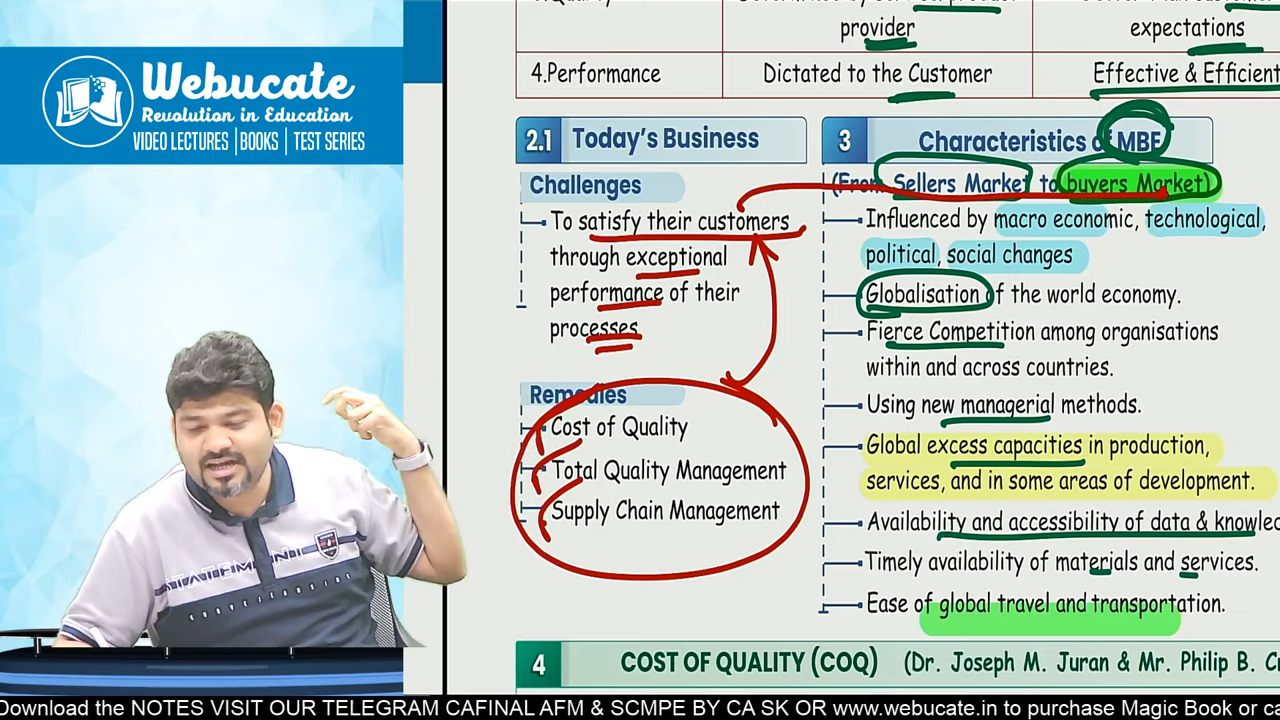 Webucate
Revolution in Education
VIDEO LECTURES | BOOKS | TEST SERIES
provider
expectations
4.Performance
Dictated to the Customer
Effective & Efficient
2.1 Today's Business
Challenges
To satisfy their customers
through exceptional
performance of their
processes
Remedies
Cost of Quality
Total Quality Management
Supply Chain Management
3 Characteristics of MBE
(From Sellers Market to buyers Market)
Influenced by macro economic, technological,
political, social changes
Globalisation of the world economy.
Fierce Competition among organisations
within and across countries.
Using new managerial methods.
Global excess capacities in production,
services, and in some areas of development.
Availability and accessibility of data & knowled
Timely availability of materials and services.
Ease of global travel and transportation.
4 COST OF QUALITY (COQ) (Dr. Joseph M. Juran & Mr. Philip B. C
Download the NOTES VISIT OUR TELEGRAM CAFINAL AFM & SCMPE BY CA SK OR www.webucate.in to purchase Magic Book or ca